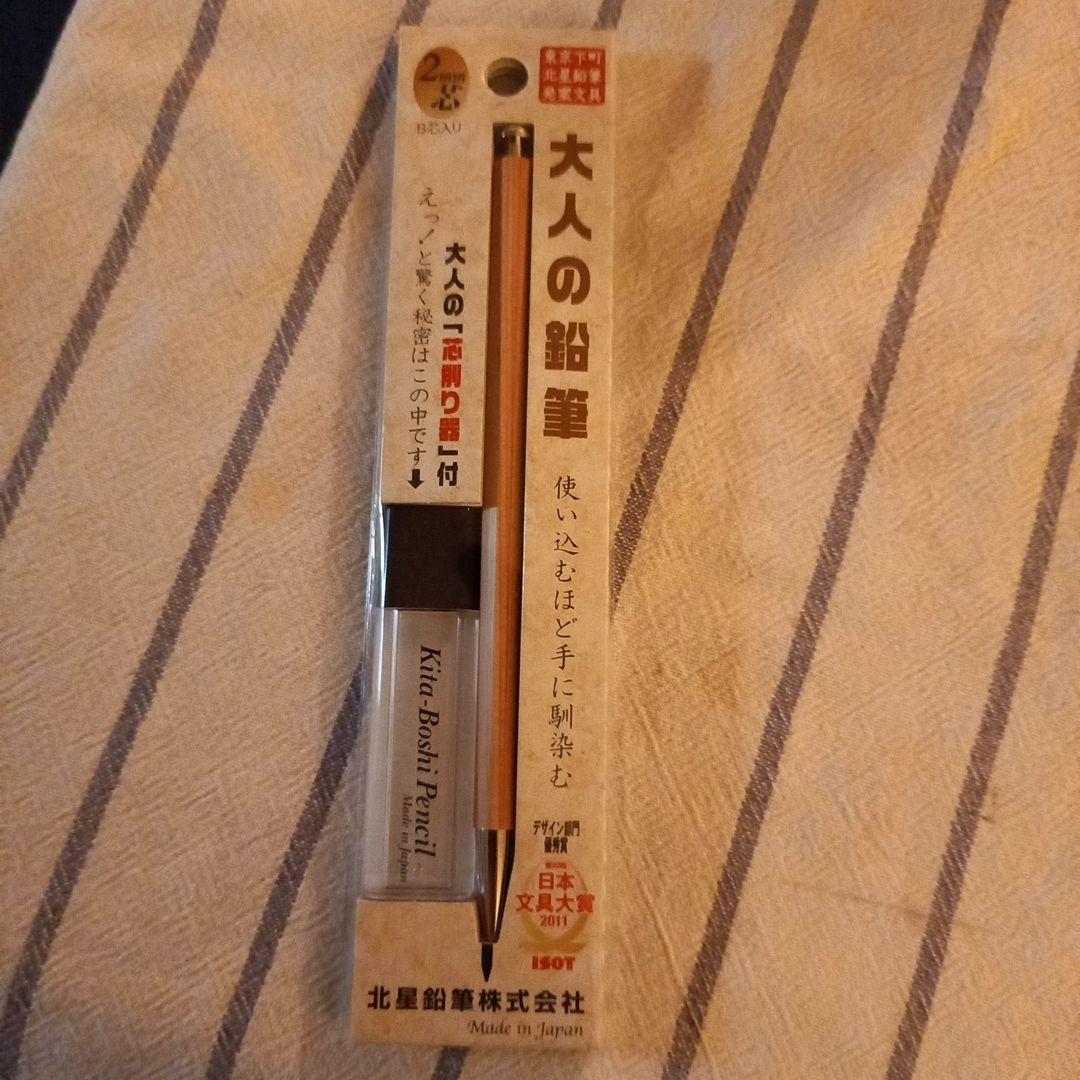 2mm芯
B芯入り
東京下町
北星鉛筆
発案文具
大人の鉛筆
使い込むほど手に馴染む
大人の「芯削り器」付
えっ!と驚く秘密はこの中です
Kita-Boshi Pencil
Made in Japan
デザイン部門
優秀賞
日本
文具大賞
2011
ISOT
北星鉛筆株式会社
Made in Japan